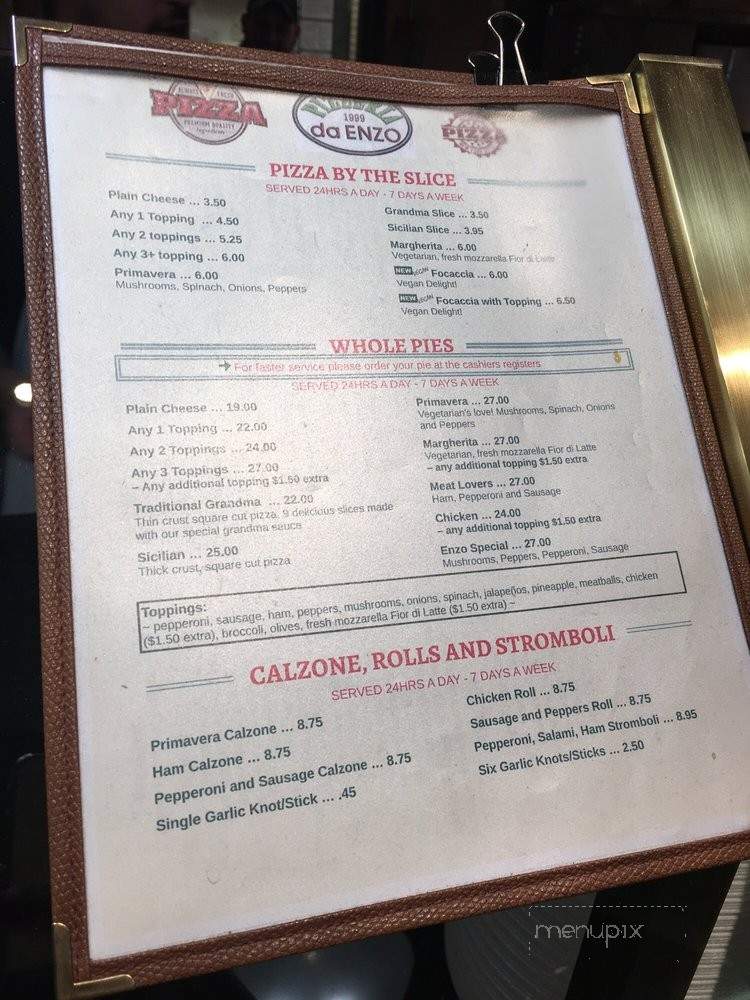 ALWAYS FRESH
PIZZA
PREMIUM QUALITY
Ingredients
PIZZERIA
1999
da ENZO
PIZZA
PIZZA BY THE SLICE
SERVED 24HRS A DAY - 7 DAYS A WEEK
Plain Cheese ... 3.50
Any 1 Topping ... 4.50
Any 2 toppings ... 5.25
Any 3+ topping ... 6.00
Primavera ... 6.00
Mushrooms, Spinach, Onions, Peppers
Grandma Slice ... 3.50
Sicilian Slice ... 3.95
Margherita ... 6.00
Vegetarian, fresh mozzarella Fior di Latte
NEW VEGAN Focaccia ... 6.00
Vegan Delight!
NEW VEGAN Focaccia with Topping ... 6.50
Vegan Delight!
WHOLE PIES
For faster service please order your pie at the cashiers registers
SERVED 24HRS A DAY - 7 DAYS A WEEK
Plain Cheese ... 19.00
Any 1 Topping ... 22.00
Any 2 Toppings ... 24.00
Any 3 Toppings ... 27.00
– Any additional topping $1.50 extra
Traditional Grandma ... 22.00
Thin crust square cut pizza. 9 delicious slices made
with our special grandma sauce
Sicilian ... 25.00
Thick crust, square cut pizza
Primavera ... 27.00
Vegetarian's love! Mushrooms, Spinach, Onions
and Peppers
Margherita ... 27.00
Vegetarian, fresh mozzarella Fior di Latte
– any additional topping $1.50 extra
Meat Lovers ... 27.00
Ham, Pepperoni and Sausage
Chicken ... 24.00
– any additional topping $1.50 extra
Enzo Special ... 27.00
Mushrooms, Peppers, Pepperoni, Sausage
Toppings:
~ pepperoni, sausage, ham, peppers, mushrooms, onions, spinach, jalapeños, pineapple, meatballs, chicken
($1.50 extra), broccoli, olives, fresh mozzarella Fior di Latte ($1.50 extra) ~
CALZONE, ROLLS AND STROMBOLI
SERVED 24HRS A DAY - 7 DAYS A WEEK
Primavera Calzone ... 8.75
Ham Calzone ... 8.75
Pepperoni and Sausage Calzone ... 8.75
Single Garlic Knot/Stick ... .45
Chicken Roll ... 8.75
Sausage and Peppers Roll ... 8.75
Pepperoni, Salami, Ham Stromboli ... 8.95
Six Garlic Knots/Sticks ... 2.50
menupix